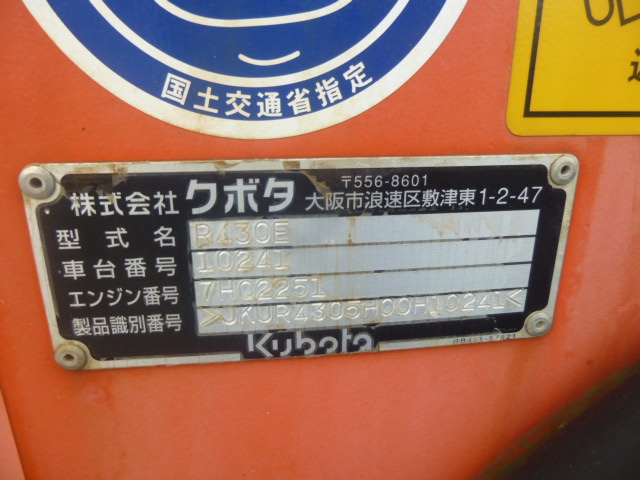 国土交通省指定
株式会社 クボタ 〒556-8601
大阪市浪速区敷津東1-2-47
型式名 R430E
車台番号 10241
エンジン番号 7HQ2251
製品識別番号 >JKUR4305H00H10241<
Kubota